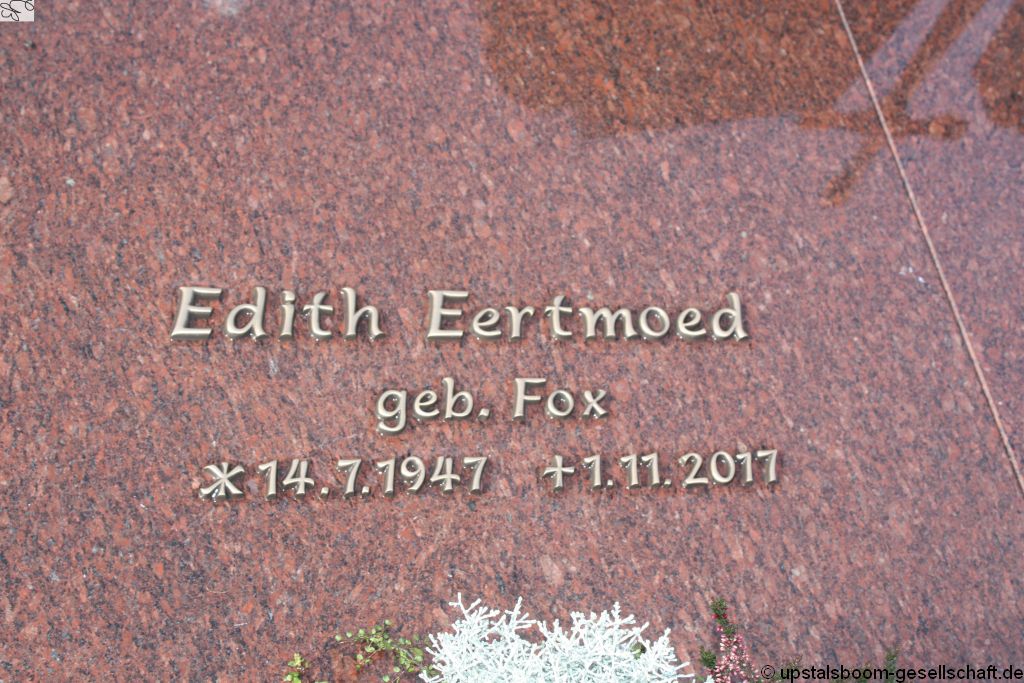 Edith Eertmoed
geb. Fox
* 14.7.1947 † 1.11.2017
© upstalsboom-gesellschaft.de